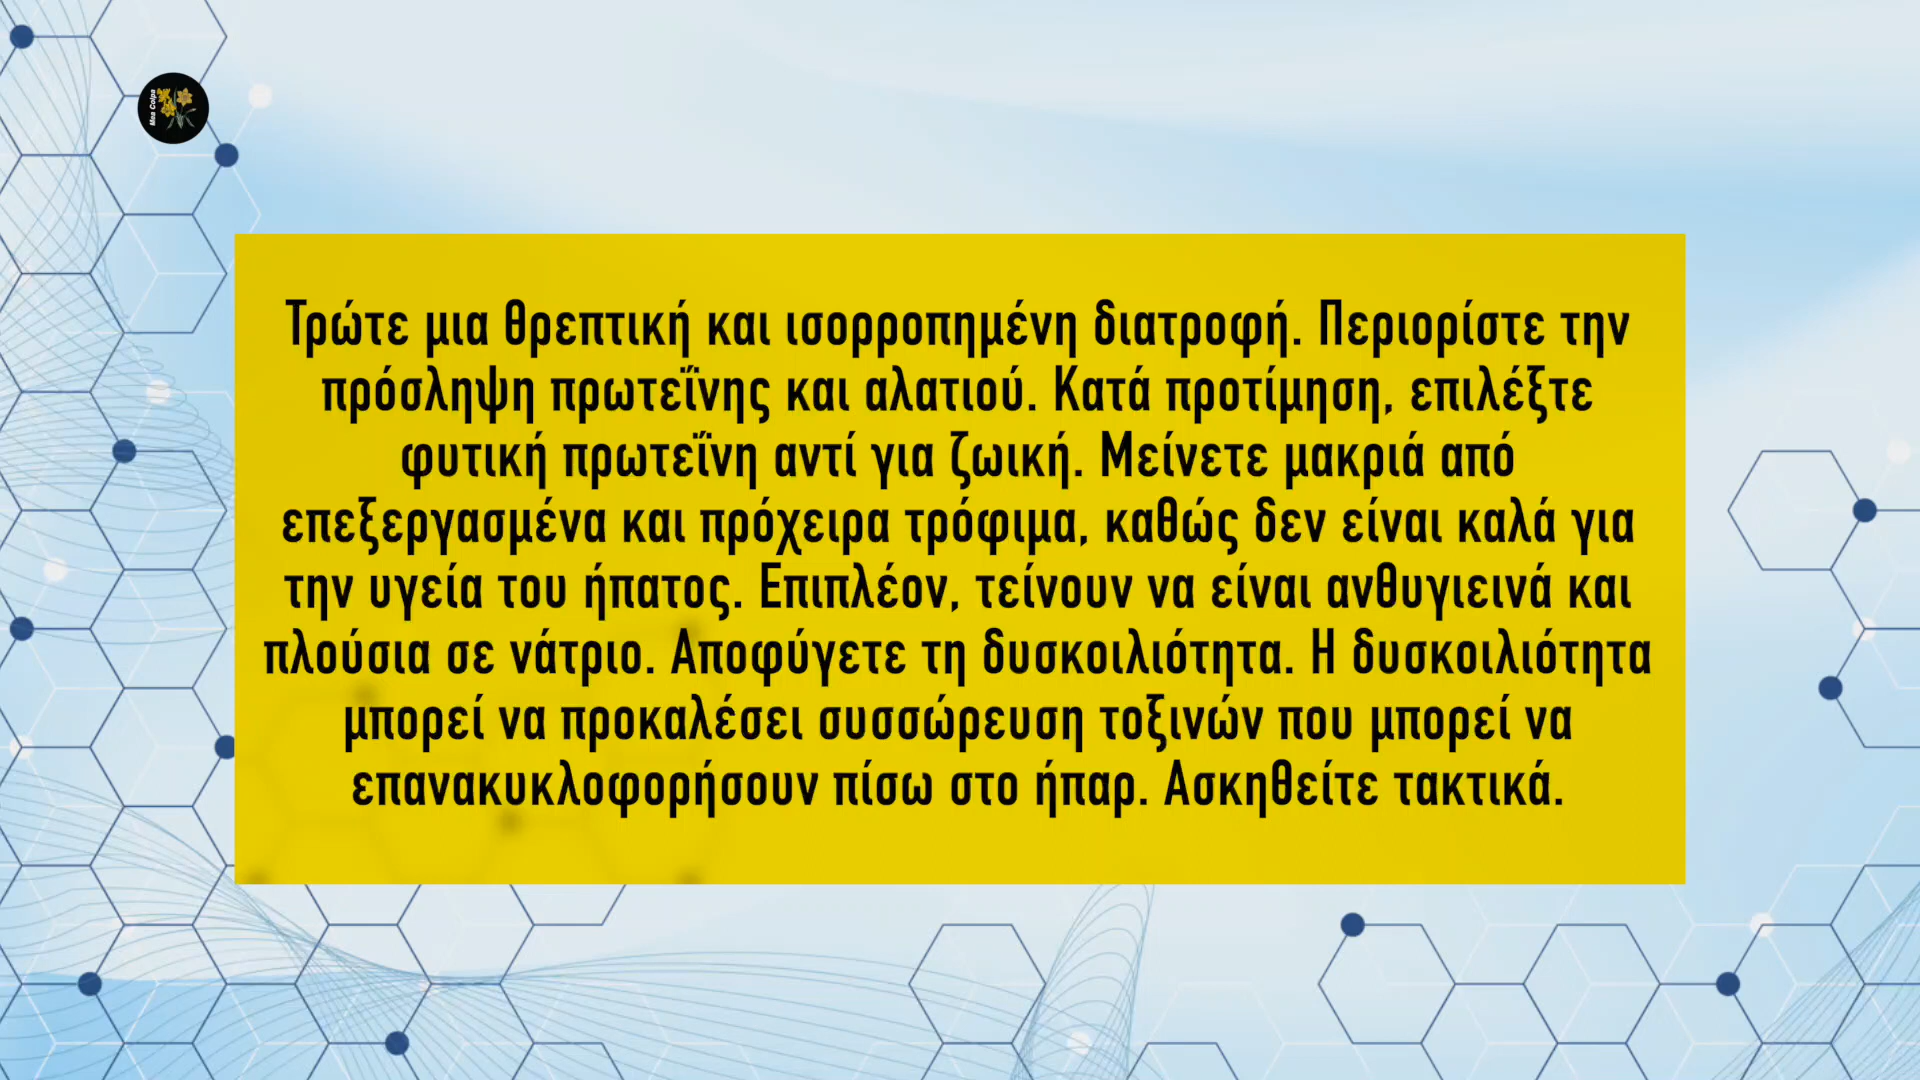 Mea Colpa
Τρώτε μια θρεπτική και ισορροπημένη διατροφή. Περιορίστε την
πρόσληψη πρωτεΐνης και αλατιού. Κατά προτίμηση, επιλέξτε
φυτική πρωτεΐνη αντί για ζωική. Μείνετε μακριά από
επεξεργασμένα και πρόχειρα τρόφιμα, καθώς δεν είναι καλά για
την υγεία του ήπατος. Επιπλέον, τείνουν να είναι ανθυγιεινά και
πλούσια σε νάτριο. Αποφύγετε τη δυσκοιλιότητα. Η δυσκοιλιότητα
μπορεί να προκαλέσει συσσώρευση τοξινών που μπορεί να
επανακυκλοφορήσουν πίσω στο ήπαρ. Ασκηθείτε τακτικά.